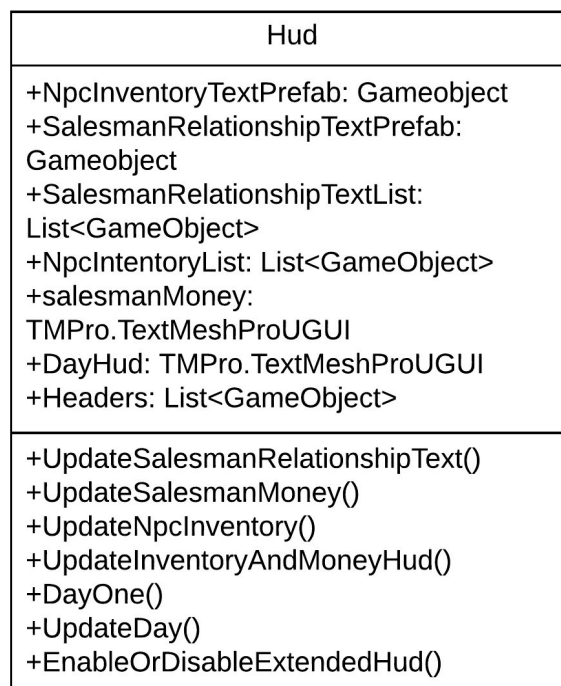 Hud
+NpcInventoryTextPrefab: Gameobject
+SalesmanRelationshipTextPrefab:
Gameobject
+SalesmanRelationshipTextList:
List<GameObject>
+NpcIntentoryList: List<GameObject>
+salesmanMoney:
TMPro.TextMeshProUGUI
+DayHud: TMPro.TextMeshProUGUI
+Headers: List<GameObject>
+UpdateSalesmanRelationshipText()
+UpdateSalesmanMoney()
+UpdateNpcInventory()
+UpdateInventoryAndMoneyHud()
+DayOne()
+UpdateDay()
+EnableOrDisableExtendedHud()